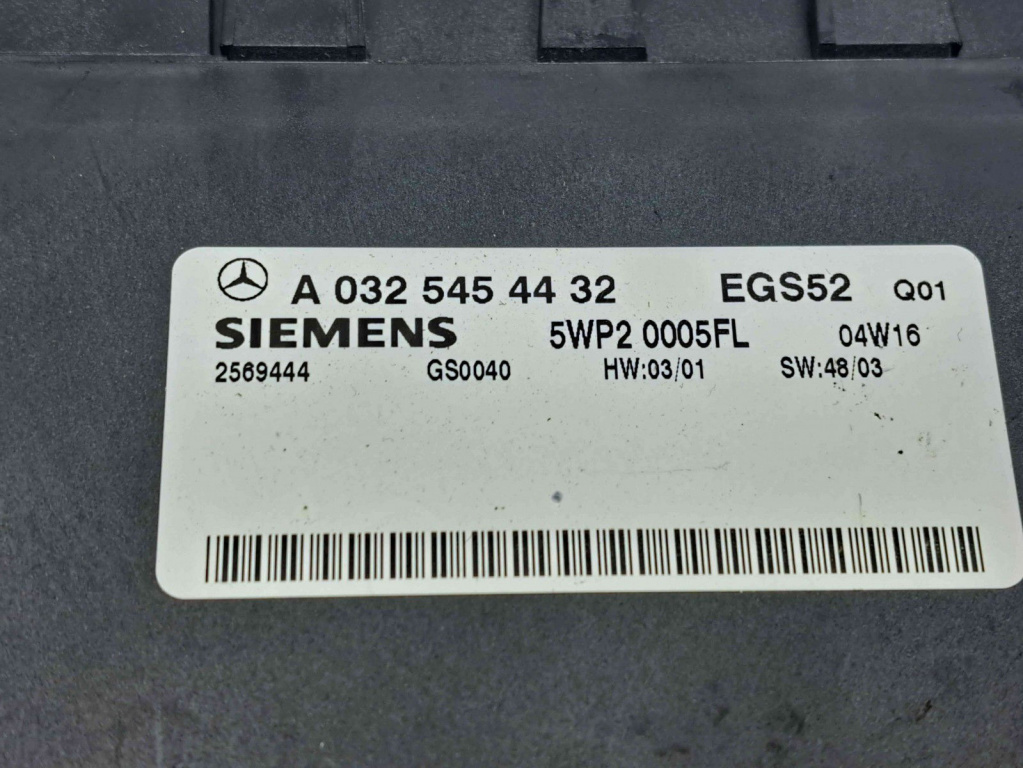 A 032 545 44 32 EGS52 Q01
SIEMENS 5WP2 0005FL 04W16
2569444 GS0040 HW:03/01 SW:48/03